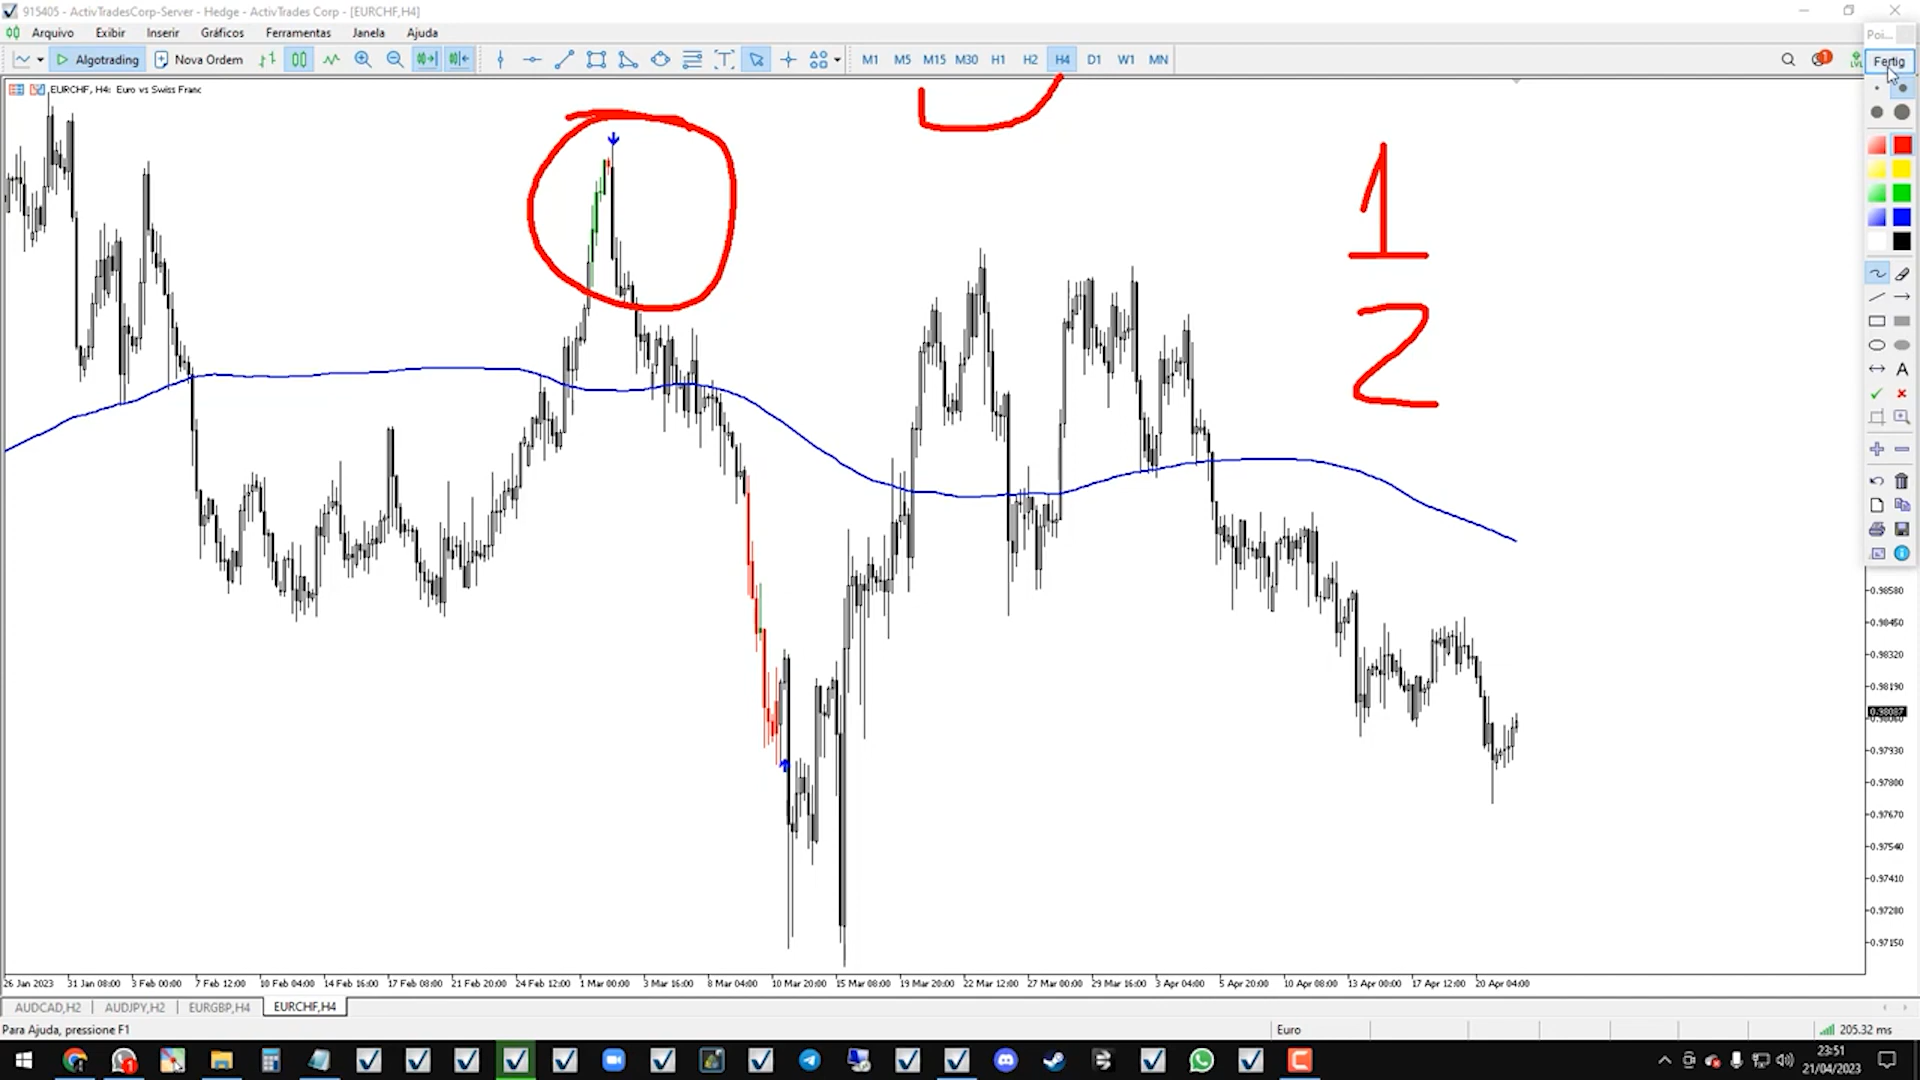 915405 - ActivTradesCorp-Server - Hedge - ActivTrades Corp - [EURCHF,H4]
Arquivo Exibir Inserir Gráficos Ferramentas Janela Ajuda
Poi...
Algotrading Nova Ordem M1 M5 M15 M30 H1 H2 H4 D1 W1 MN 1 LVL Fertig
EURCHF, H4: Euro vs Swiss Franc
1
2
A
0.98580
0.98450
0.98320
0.98190
0.98087
0.98060
0.97930
0.97800
0.97670
0.97540
0.97410
0.97280
0.97150
26 Jan 2023 31 Jan 08:00 3 Feb 00:00 7 Feb 12:00 10 Feb 04:00 14 Feb 16:00 17 Feb 08:00 21 Feb 20:00 24 Feb 12:00 1 Mar 00:00 3 Mar 16:00 8 Mar 04:00 10 Mar 20:00 15 Mar 08:00 19 Mar 20:00 22 Mar 12:00 27 Mar 00:00 29 Mar 16:00 3 Apr 04:00 5 Apr 20:00 10 Apr 08:00 13 Apr 00:00 17 Apr 12:00 20 Apr 04:00
AUDCAD,H2 AUDJPY,H2 EURGBP,H4 EURCHF,H4
Para Ajuda, pressione F1 Euro 205.32 ms
23:51
21/04/2023